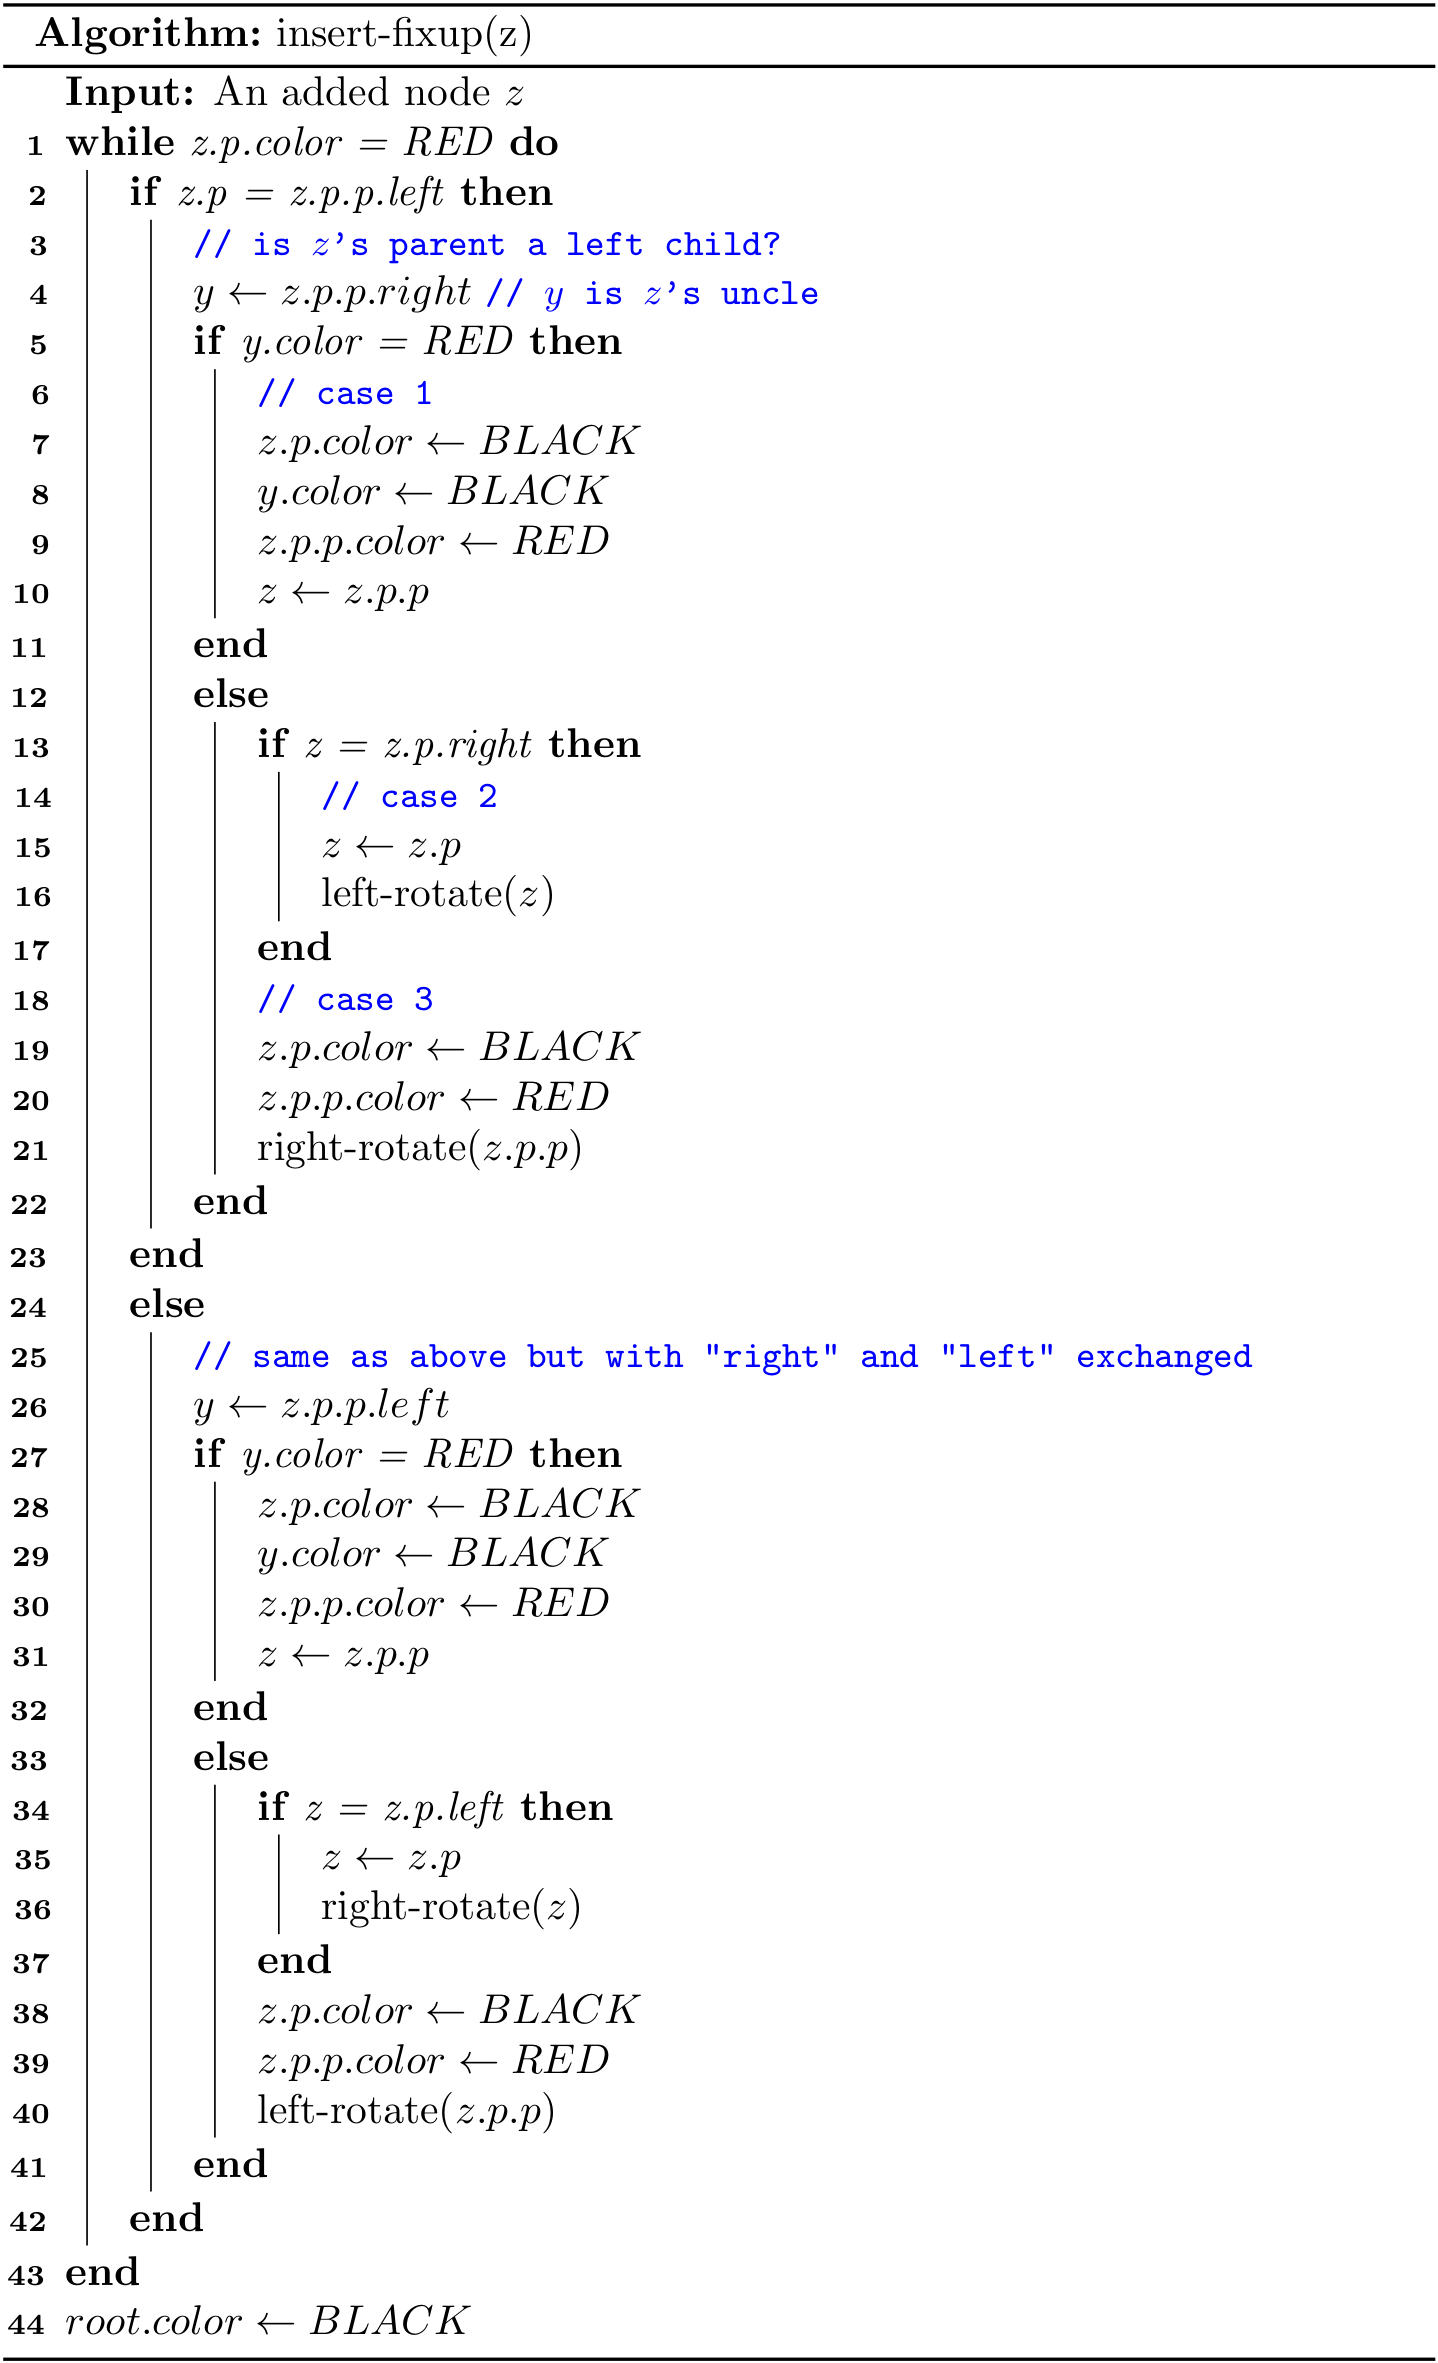 Algorithm: insert-fixup(z)
Input: An added node z
1 while z.p.color = RED do
2 if z.p = z.p.p.left then
3 // is z's parent a left child?
4 y ← z.p.p.right // y is z's uncle
5 if y.color = RED then
6 // case 1
7 z.p.color ← BLACK
8 y.color ← BLACK
9 z.p.p.color ← RED
10 z ← z.p.p
11 end
12 else
13 if z = z.p.right then
14 // case 2
15 z ← z.p
16 left-rotate(z)
17 end
18 // case 3
19 z.p.color ← BLACK
20 z.p.p.color ← RED
21 right-rotate(z.p.p)
22 end
23 end
24 else
25 // same as above but with "right" and "left" exchanged
26 y ← z.p.p.left
27 if y.color = RED then
28 z.p.color ← BLACK
29 y.color ← BLACK
30 z.p.p.color ← RED
31 z ← z.p.p
32 end
33 else
34 if z = z.p.left then
35 z ← z.p
36 right-rotate(z)
37 end
38 z.p.color ← BLACK
39 z.p.p.color ← RED
40 left-rotate(z.p.p)
41 end
42 end
43 end
44 root.color ← BLACK